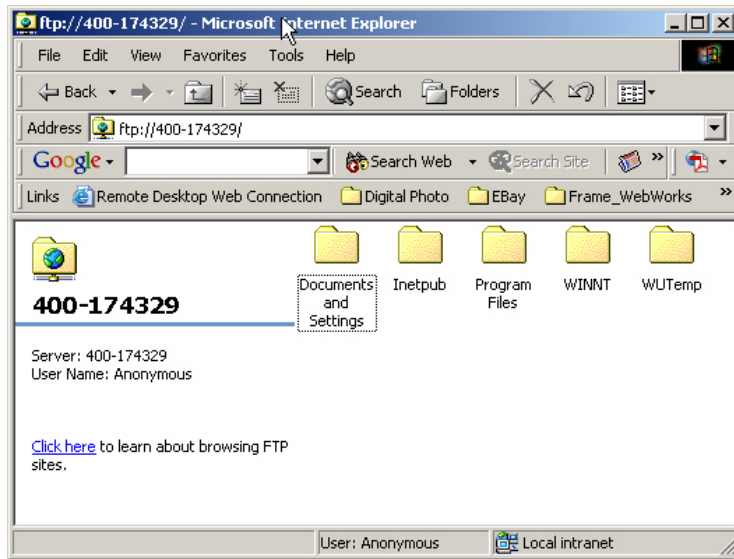 ftp://400-174329/ - Microsoft Internet Explorer
File Edit View Favorites Tools Help
Back Search Folders
Address ftp://400-174329/
Google Search Web Search Site »
Links Remote Desktop Web Connection Digital Photo EBay Frame_WebWorks »
400-174329
Server: 400-174329
User Name: Anonymous
Click here to learn about browsing FTP
sites.
Documents
and
Settings
Inetpub
Program
Files
WINNT
WUTemp
User: Anonymous Local intranet